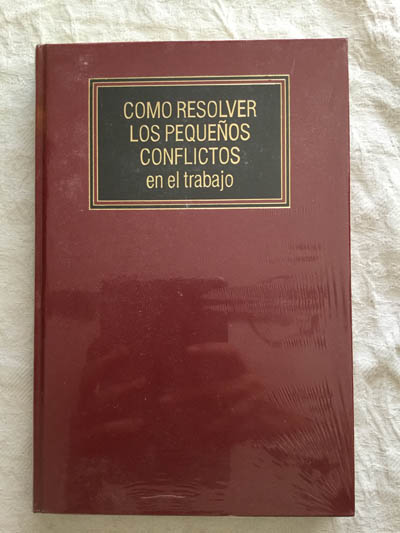 COMO RESOLVER
LOS PEQUEÑOS
CONFLICTOS
en el trabajo